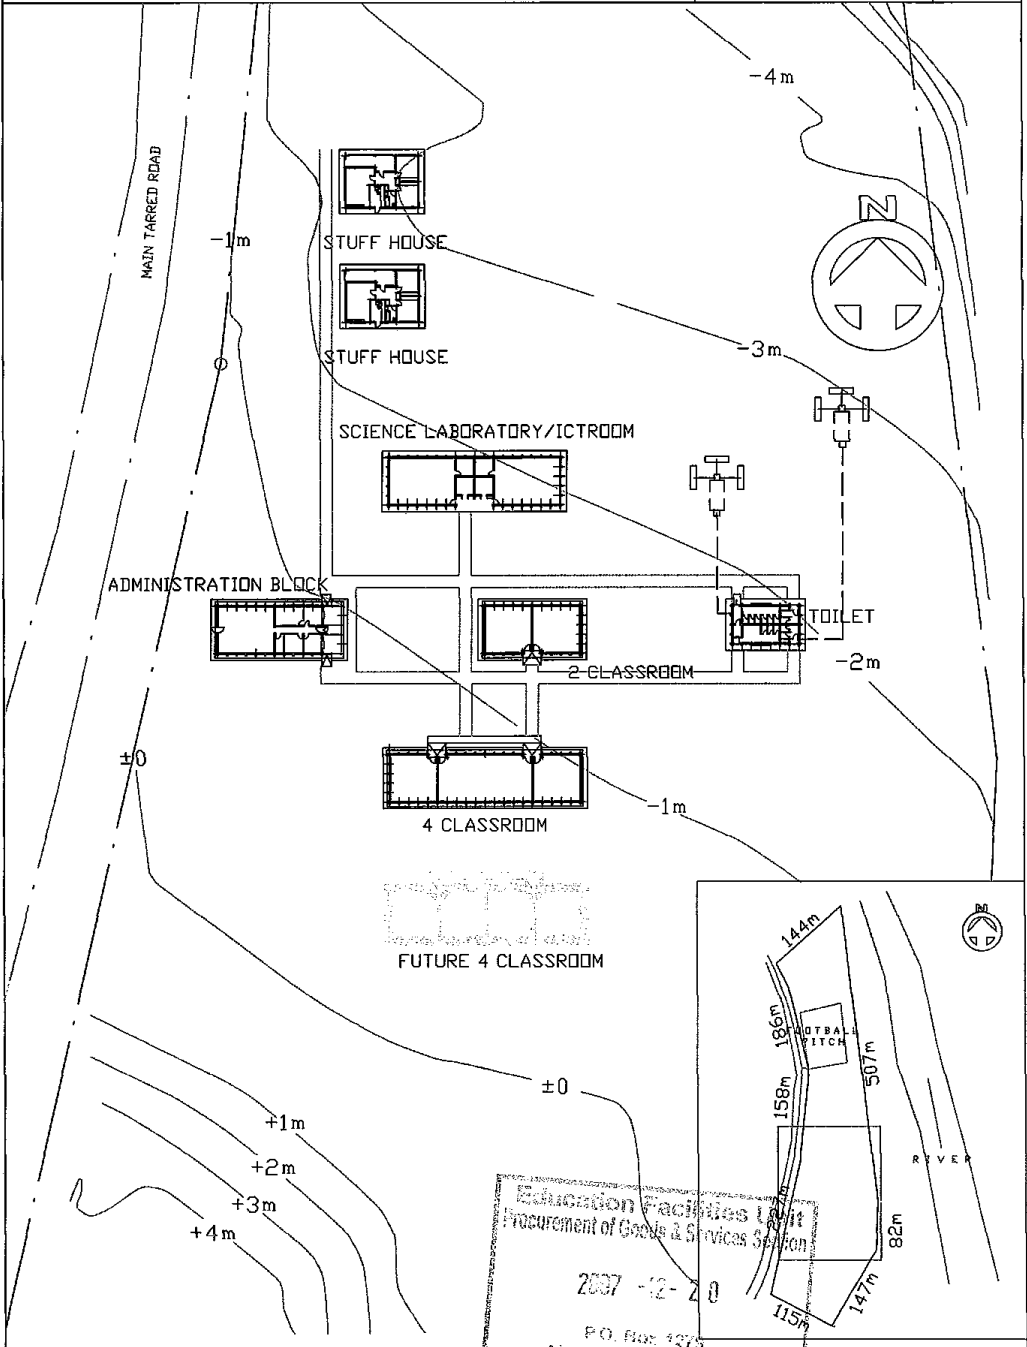 -4m
N
MAIN TARRED ROAD
-1m
STUFF HOUSE
STUFF HOUSE
-3m
SCIENCE LABORATORY/ICTROOM
ADMINISTRATION BLOCK
TOILET
2-CLASSROOM
-2m
±0
-1m
4 CLASSROOM
FUTURE 4 CLASSROOM
±0
+1m
+2m
+3m
+4m
N
144m
186m
FOOTBALL
PITCH
507m
158m
RIVER
82m
147m
115m
Education Facilities Unit
Procurement of Goods & Services Section
P.O. Box